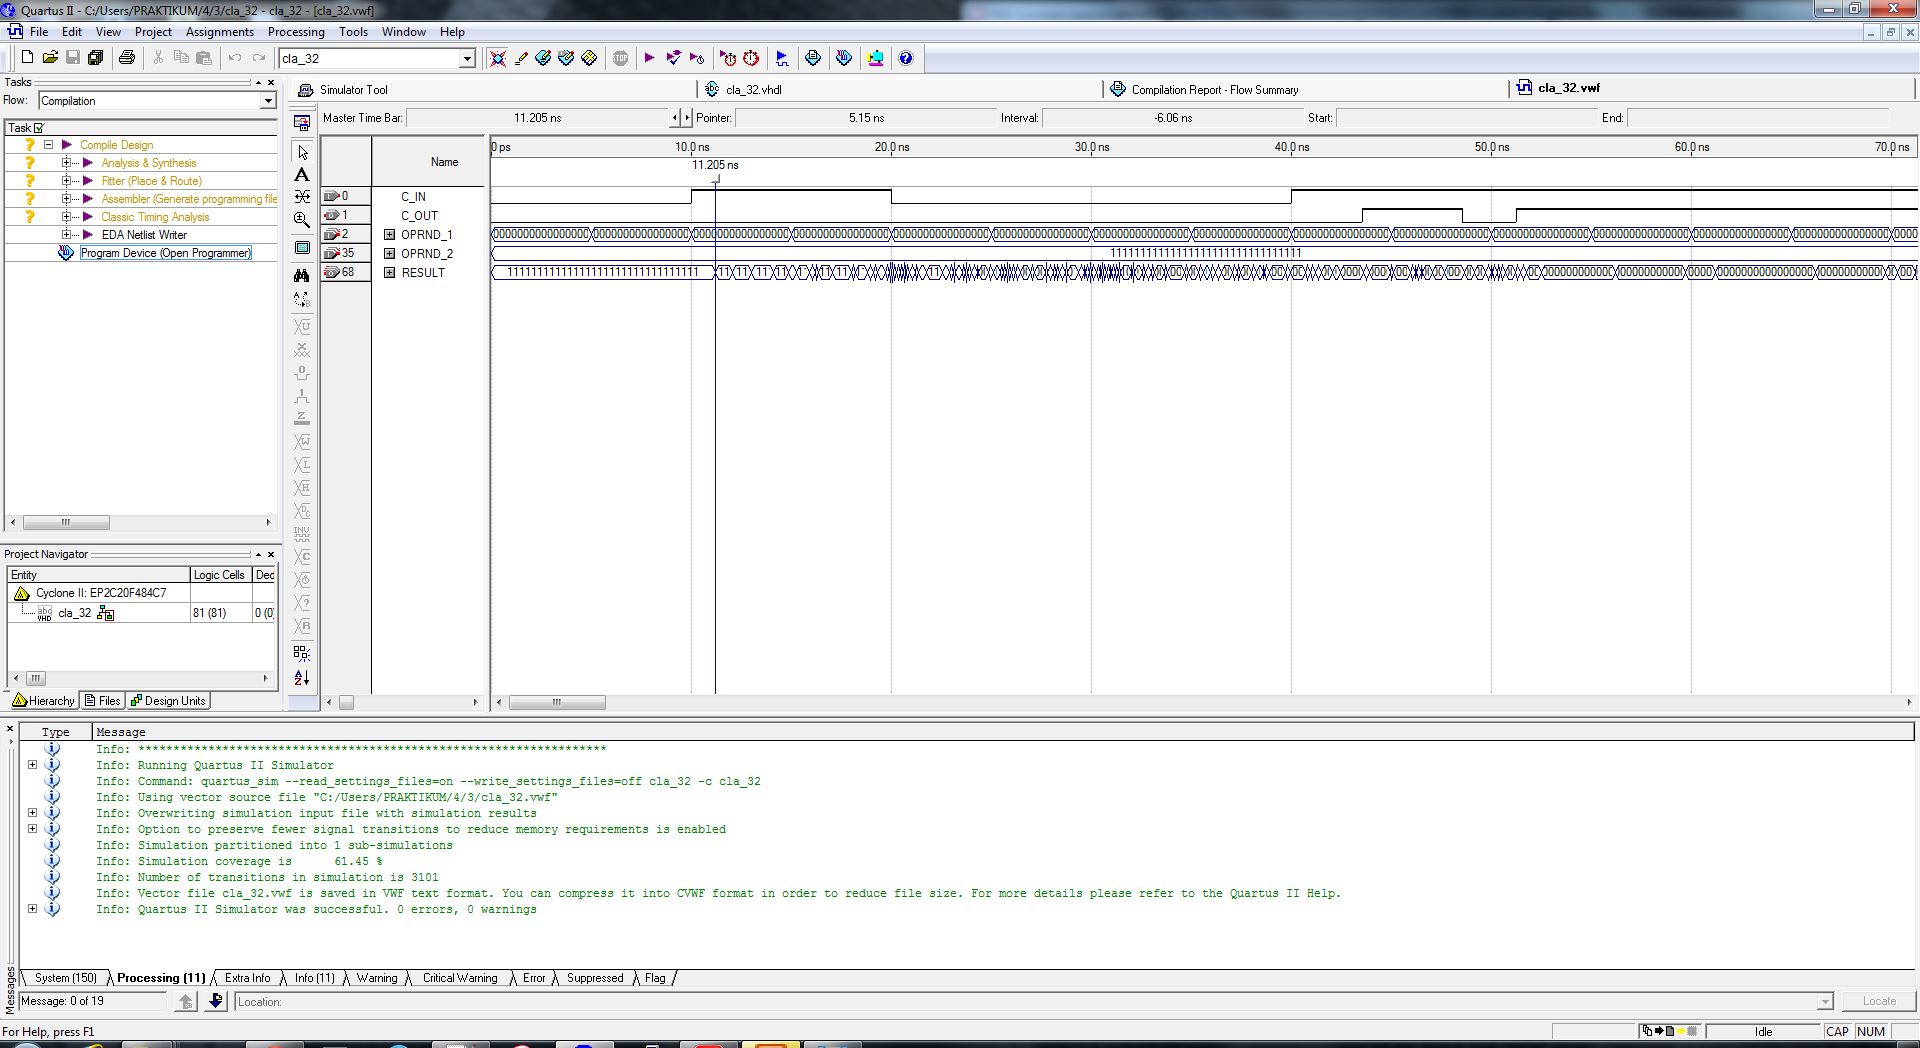 Quartus II - C:/Users/PRAKTIKUM/4/3/cla_32 - cla_32 - [cla_32.vwf]
File Edit View Project Assignments Processing Tools Window Help
cla_32
Tasks
Flow: Compilation
Task
Compile Design
Analysis & Synthesis
Fitter (Place & Route)
Assembler (Generate programming file
Classic Timing Analysis
EDA Netlist Writer
Program Device (Open Programmer)
Project Navigator
Entity Logic Cells Dec
Cyclone II: EP2C20F484C7
cla_32 81 (81) 0 (0)
Hierarchy Files Design Units
Simulator Tool cla_32.vhdl Compilation Report - Flow Summary cla_32.vwf
Master Time Bar: 11.205 ns Pointer: 5.15 ns Interval: -6.06 ns Start: End:
Name
0 ps 10.0 ns 20.0 ns 30.0 ns 40.0 ns 50.0 ns 60.0 ns 70.0 ns
11.205 ns
0 C_IN
1 C_OUT
2 OPRND_1
35 OPRND_2
68 RESULT
Type Message
Info: *******************************************************************
Info: Running Quartus II Simulator
Info: Command: quartus_sim --read_settings_files=on --write_settings_files=off cla_32 -c cla_32
Info: Using vector source file "C:/Users/PRAKTIKUM/4/3/cla_32.vwf"
Info: Overwriting simulation input file with simulation results
Info: Option to preserve fewer signal transitions to reduce memory requirements is enabled
Info: Simulation partitioned into 1 sub-simulations
Info: Simulation coverage is 61.45 %
Info: Number of transitions in simulation is 3101
Info: Vector file cla_32.vwf is saved in VWF text format. You can compress it into CVWF format in order to reduce file size. For more details please refer to the Quartus II Help.
Info: Quartus II Simulator was successful. 0 errors, 0 warnings
System (150) Processing (11) Extra Info Info (11) Warning Critical Warning Error Suppressed Flag
Messages
Message: 0 of 19 Location: Locate
For Help, press F1 Idle CAP NUM